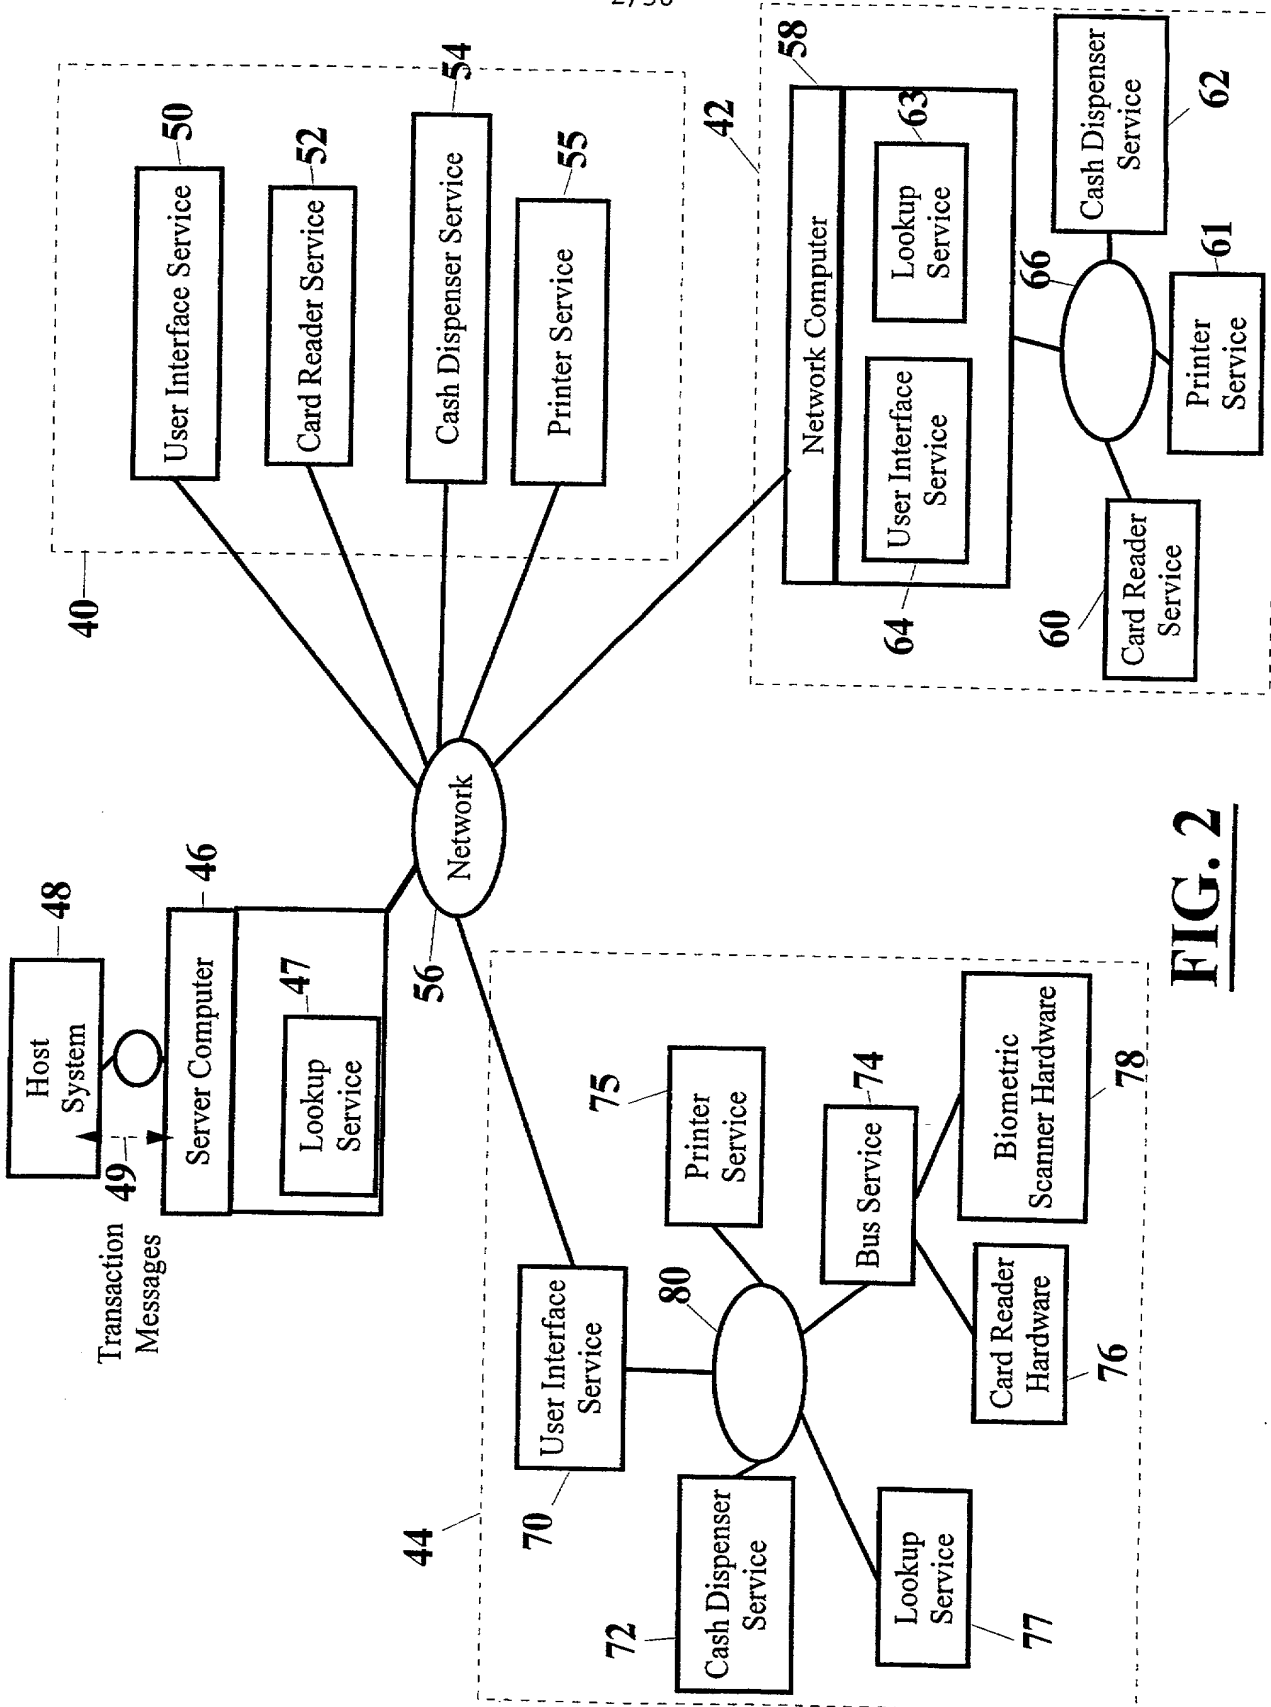 2/30
48
Host
System
49
Transaction
Messages
46
Server Computer
47
Lookup
Service
56
Network
40
50
User Interface Service
52
Card Reader Service
54
Cash Dispenser Service
55
Printer Service
42
58
Network Computer
64
User Interface
Service
63
Lookup
Service
66
60
Card Reader
Service
61
Printer
Service
62
Cash Dispenser
Service
44
70
User Interface
Service
80
72
Cash Dispenser
Service
75
Printer
Service
77
Lookup
Service
74
Bus Service
76
Card Reader
Hardware
78
Biometric
Scanner Hardware
FIG. 2